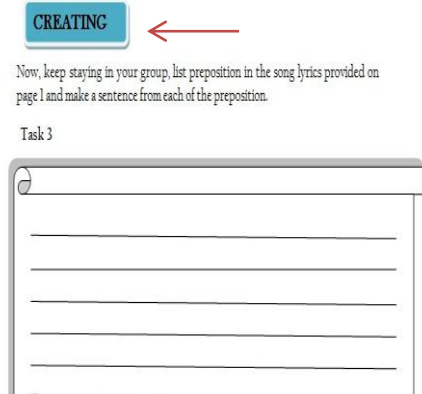 CREATING
Now, keep staying in your group, list preposition in the song lyrics provided on
page 1 and make a sentence from each of the preposition.
Task 3